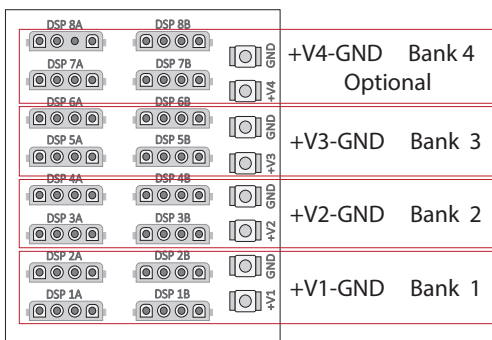 DSP 8A DSP 8B
GND
+V4-GND Bank 4
Optional
DSP 7A DSP 7B
+V4
DSP 6A DSP 6B
GND
+V3-GND Bank 3
DSP 5A DSP 5B
+V3
DSP 4A DSP 4B
GND
+V2-GND Bank 2
DSP 3A DSP 3B
+V2
DSP 2A DSP 2B
GND
+V1-GND Bank 1
DSP 1A DSP 1B
+V1